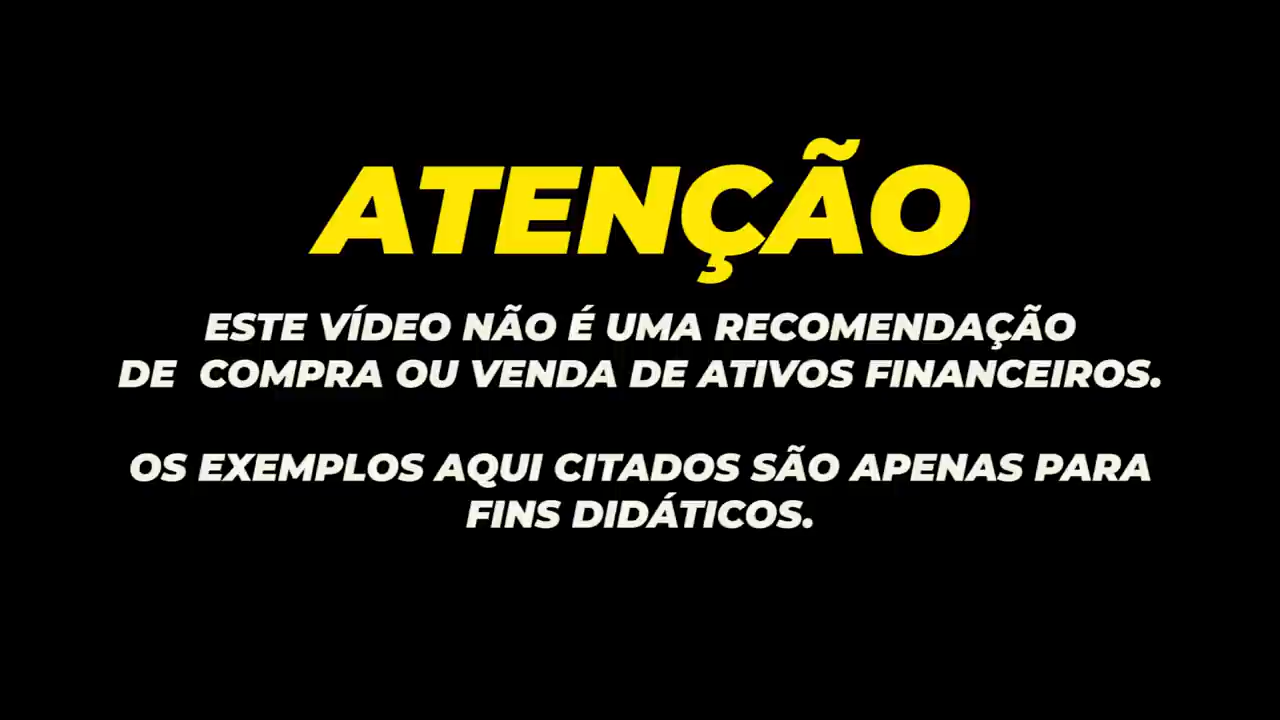 ATENÇÃO
ESTE VÍDEO NÃO É UMA RECOMENDAÇÃO
DE COMPRA OU VENDA DE ATIVOS FINANCEIROS.
OS EXEMPLOS AQUI CITADOS SÃO APENAS PARA
FINS DIDÁTICOS.